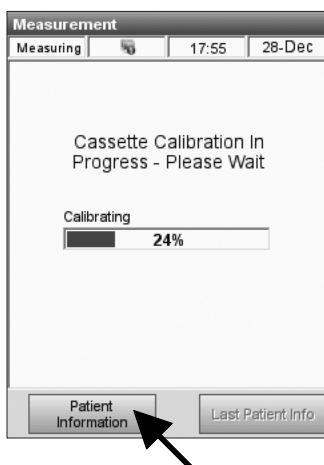 Measurement
Measuring 17:55 28-Dec
Cassette Calibration In
Progress - Please Wait
Calibrating
24%
Patient
Information
Last Patient Info